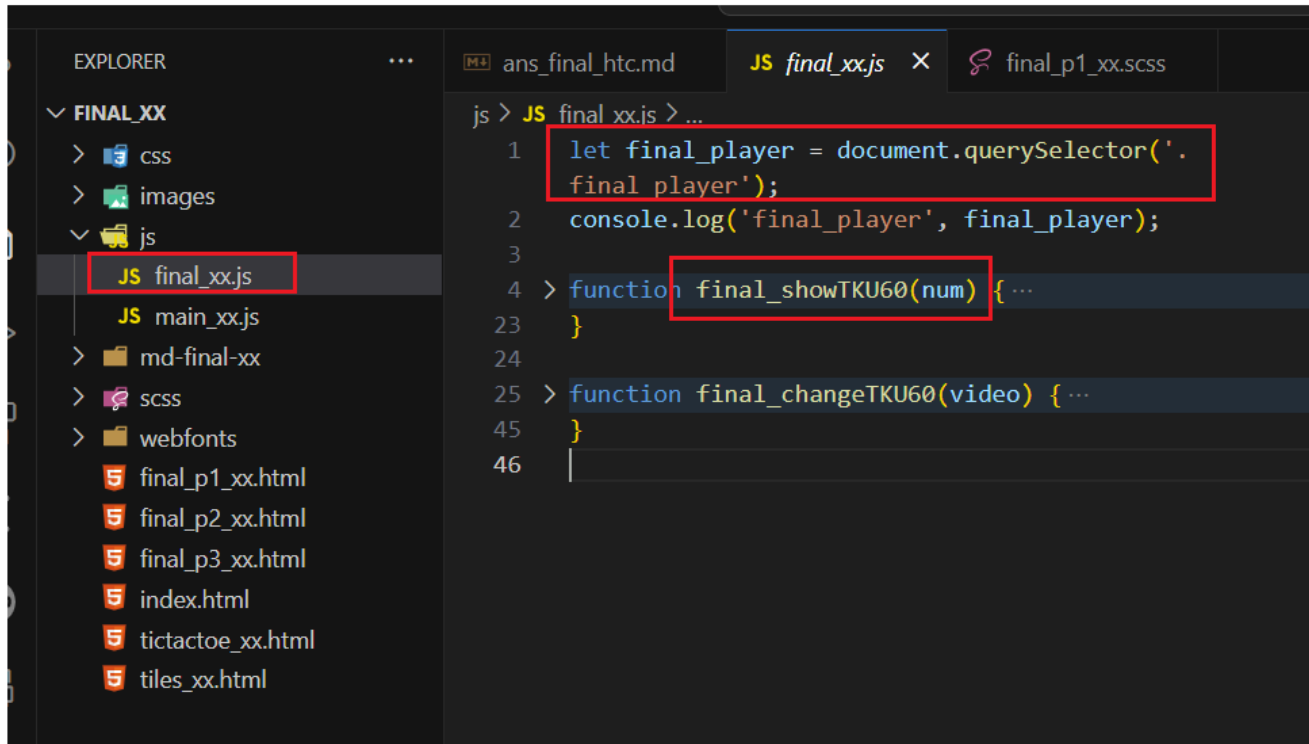 EXPLORER ...
FINAL_XX
css
images
js
JS final_xx.js
JS main_xx.js
md-final-xx
scss
webfonts
final_p1_xx.html
final_p2_xx.html
final_p3_xx.html
index.html
tictactoe_xx.html
tiles_xx.html
ans_final_htc.md
JS final_xx.js
final_p1_xx.scss
js > JS final_xx.js > ...
1 let final_player = document.querySelector('.
final_player');
2 console.log('final_player', final_player);
3
4 > function final_showTKU60(num) { ...
23 }
24
25 > function final_changeTKU60(video) { ...
45 }
46